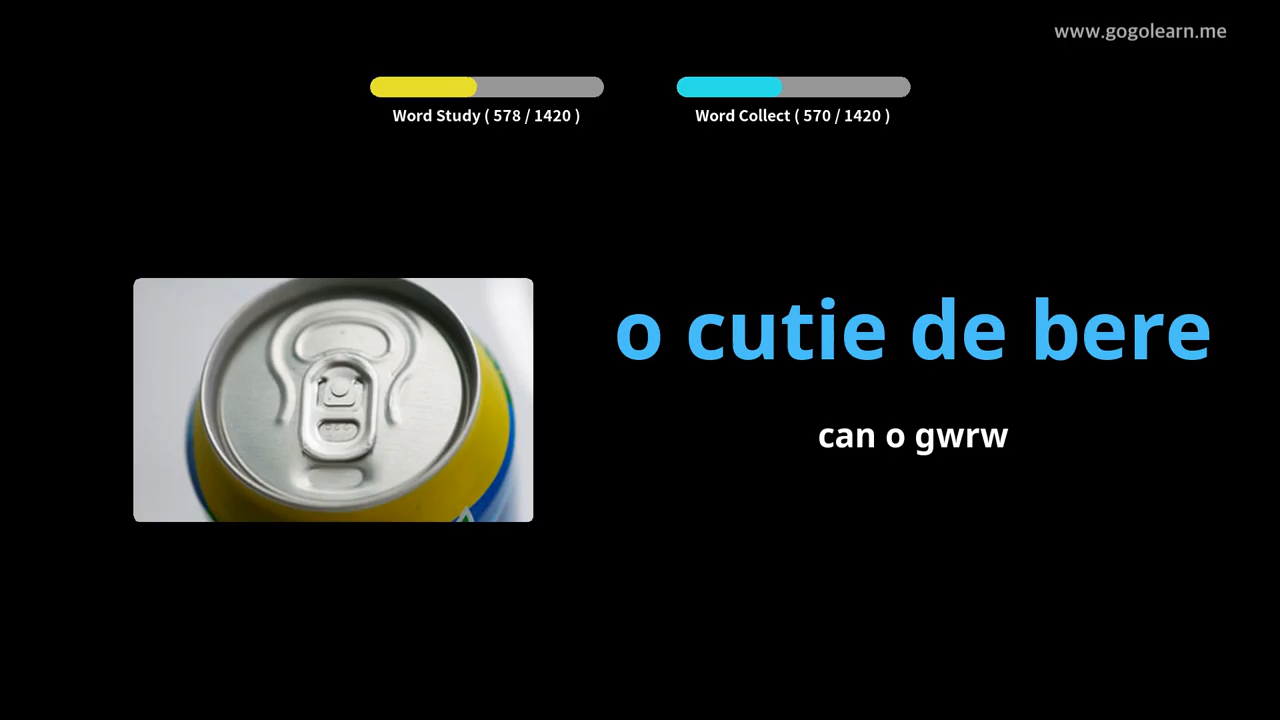 www.gogolearn.me
Word Study ( 578 / 1420 )
Word Collect ( 570 / 1420 )
o cutie de bere
can o gwrw